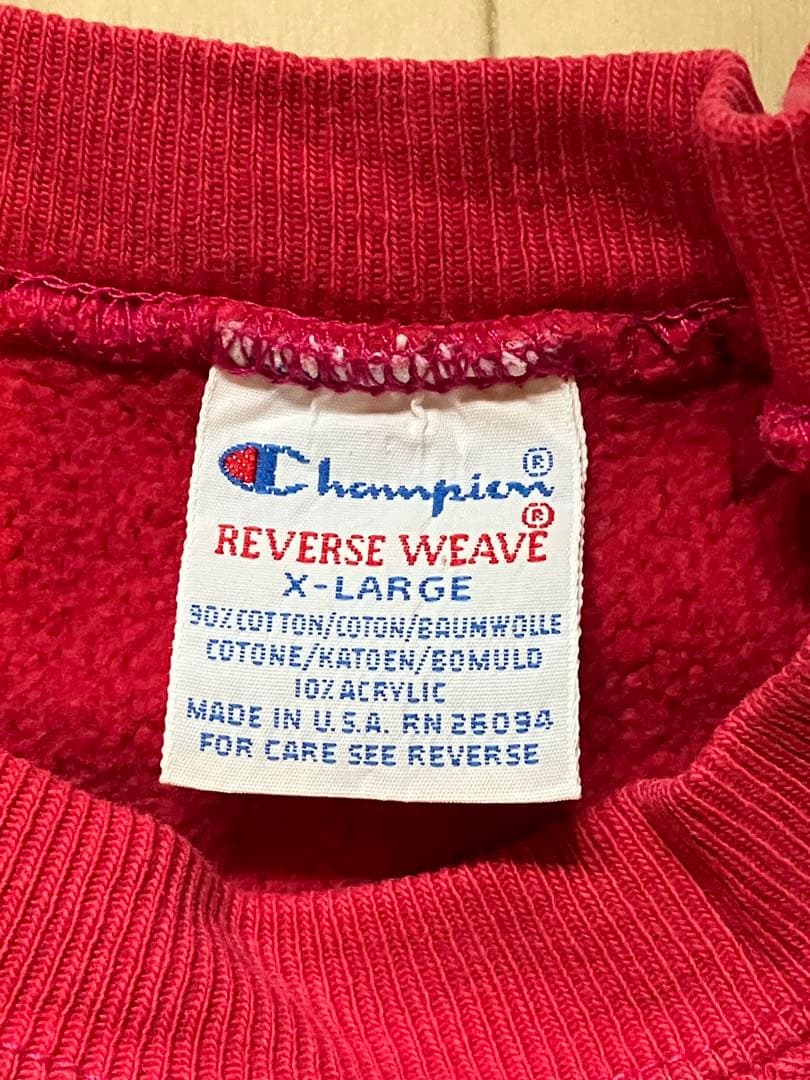 Champion ®
REVERSE WEAVE ®
X-LARGE
90% COTTON/COTON/BAUMWOLLE
COTONE/KATOEN/BOMULD
10% ACRYLIC
MADE IN U.S.A. RN 26094
FOR CARE SEE REVERSE